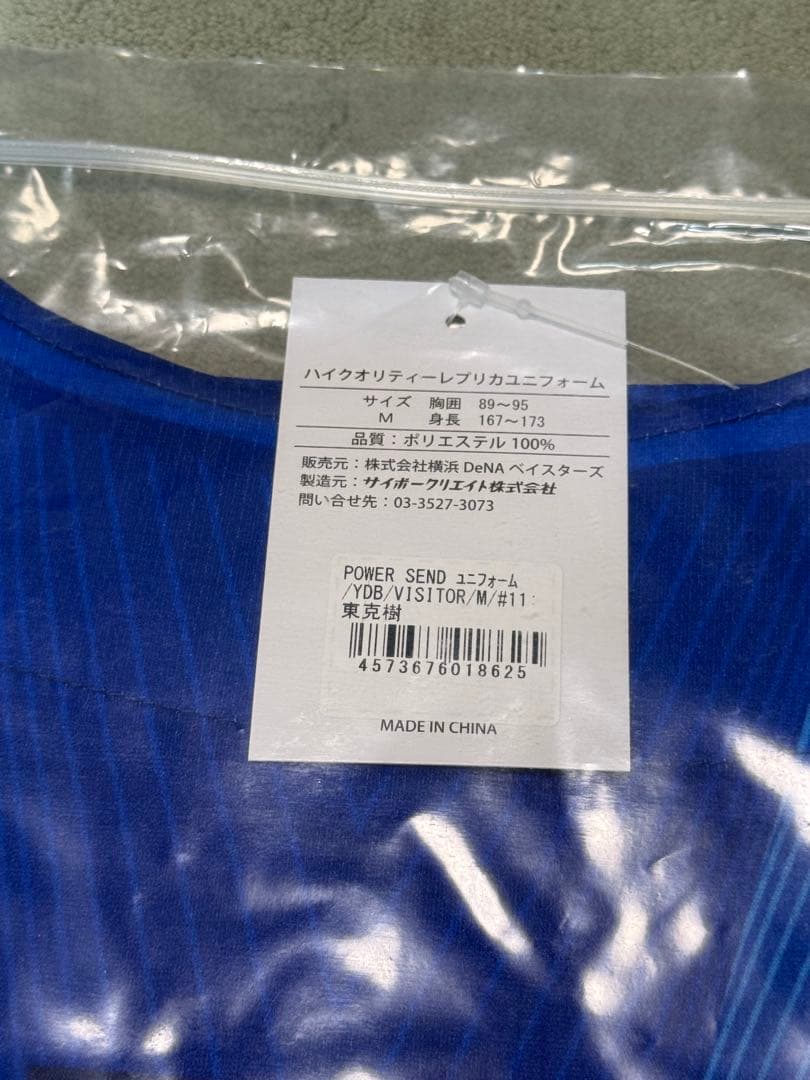 ハイクオリティーレプリカユニフォーム
サイズ 胸囲 89～95
M 身長 167～173
品質：ポリエステル 100%
販売元：株式会社横浜 DeNA ベイスターズ
製造元：サイボークリエイト株式会社
問い合せ先：03-3527-3073
POWER SEND ﾕﾆﾌｫｰﾑ
/YDB/VISITOR/M/#11:
東克樹
4573676018625
MADE IN CHINA